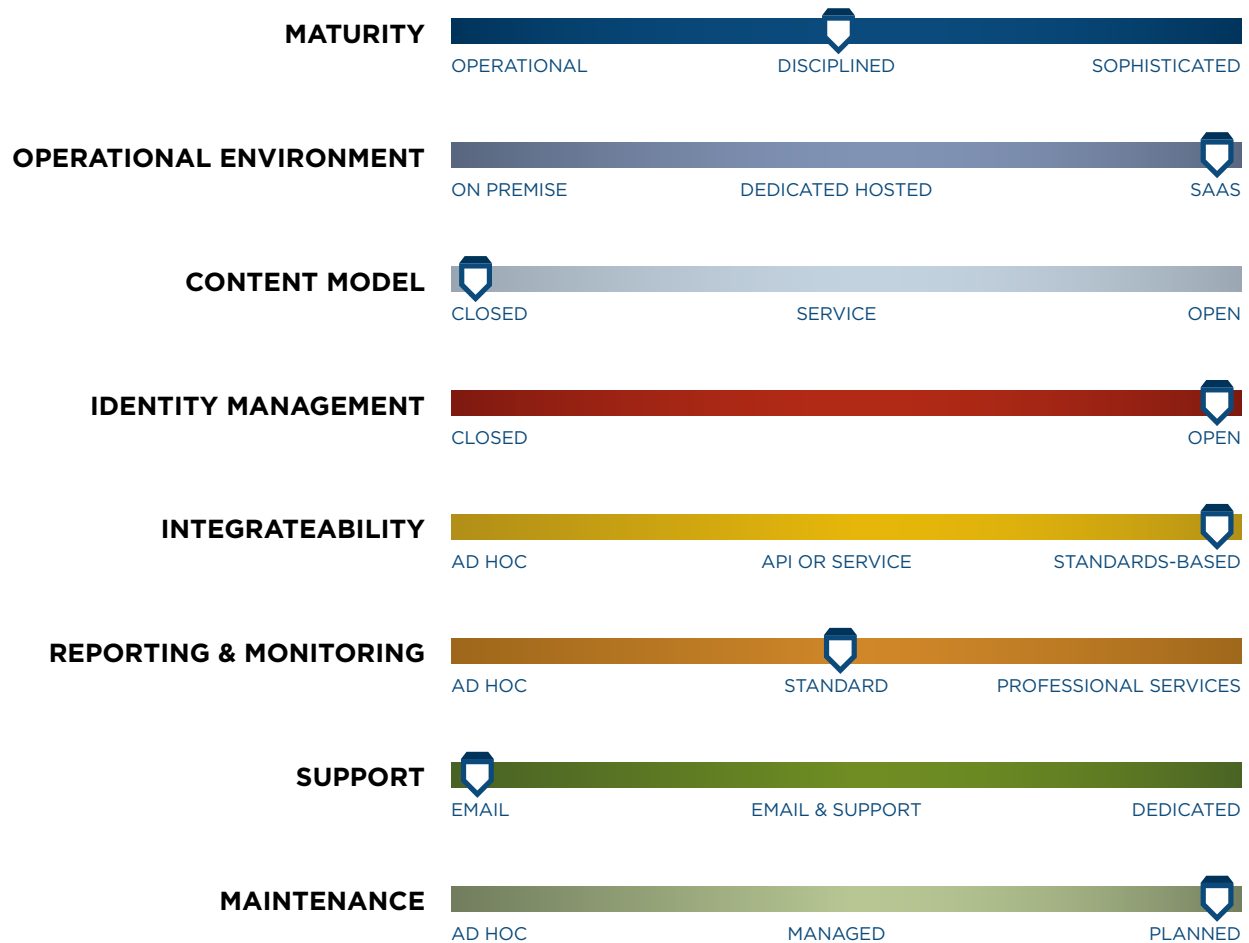 MATURITY
OPERATIONAL DISCIPLINED SOPHISTICATED
OPERATIONAL ENVIRONMENT
ON PREMISE DEDICATED HOSTED SAAS
CONTENT MODEL
CLOSED SERVICE OPEN
IDENTITY MANAGEMENT
CLOSED OPEN
INTEGRATEABILITY
AD HOC API OR SERVICE STANDARDS-BASED
REPORTING & MONITORING
AD HOC STANDARD PROFESSIONAL SERVICES
SUPPORT
EMAIL EMAIL & SUPPORT DEDICATED
MAINTENANCE
AD HOC MANAGED PLANNED